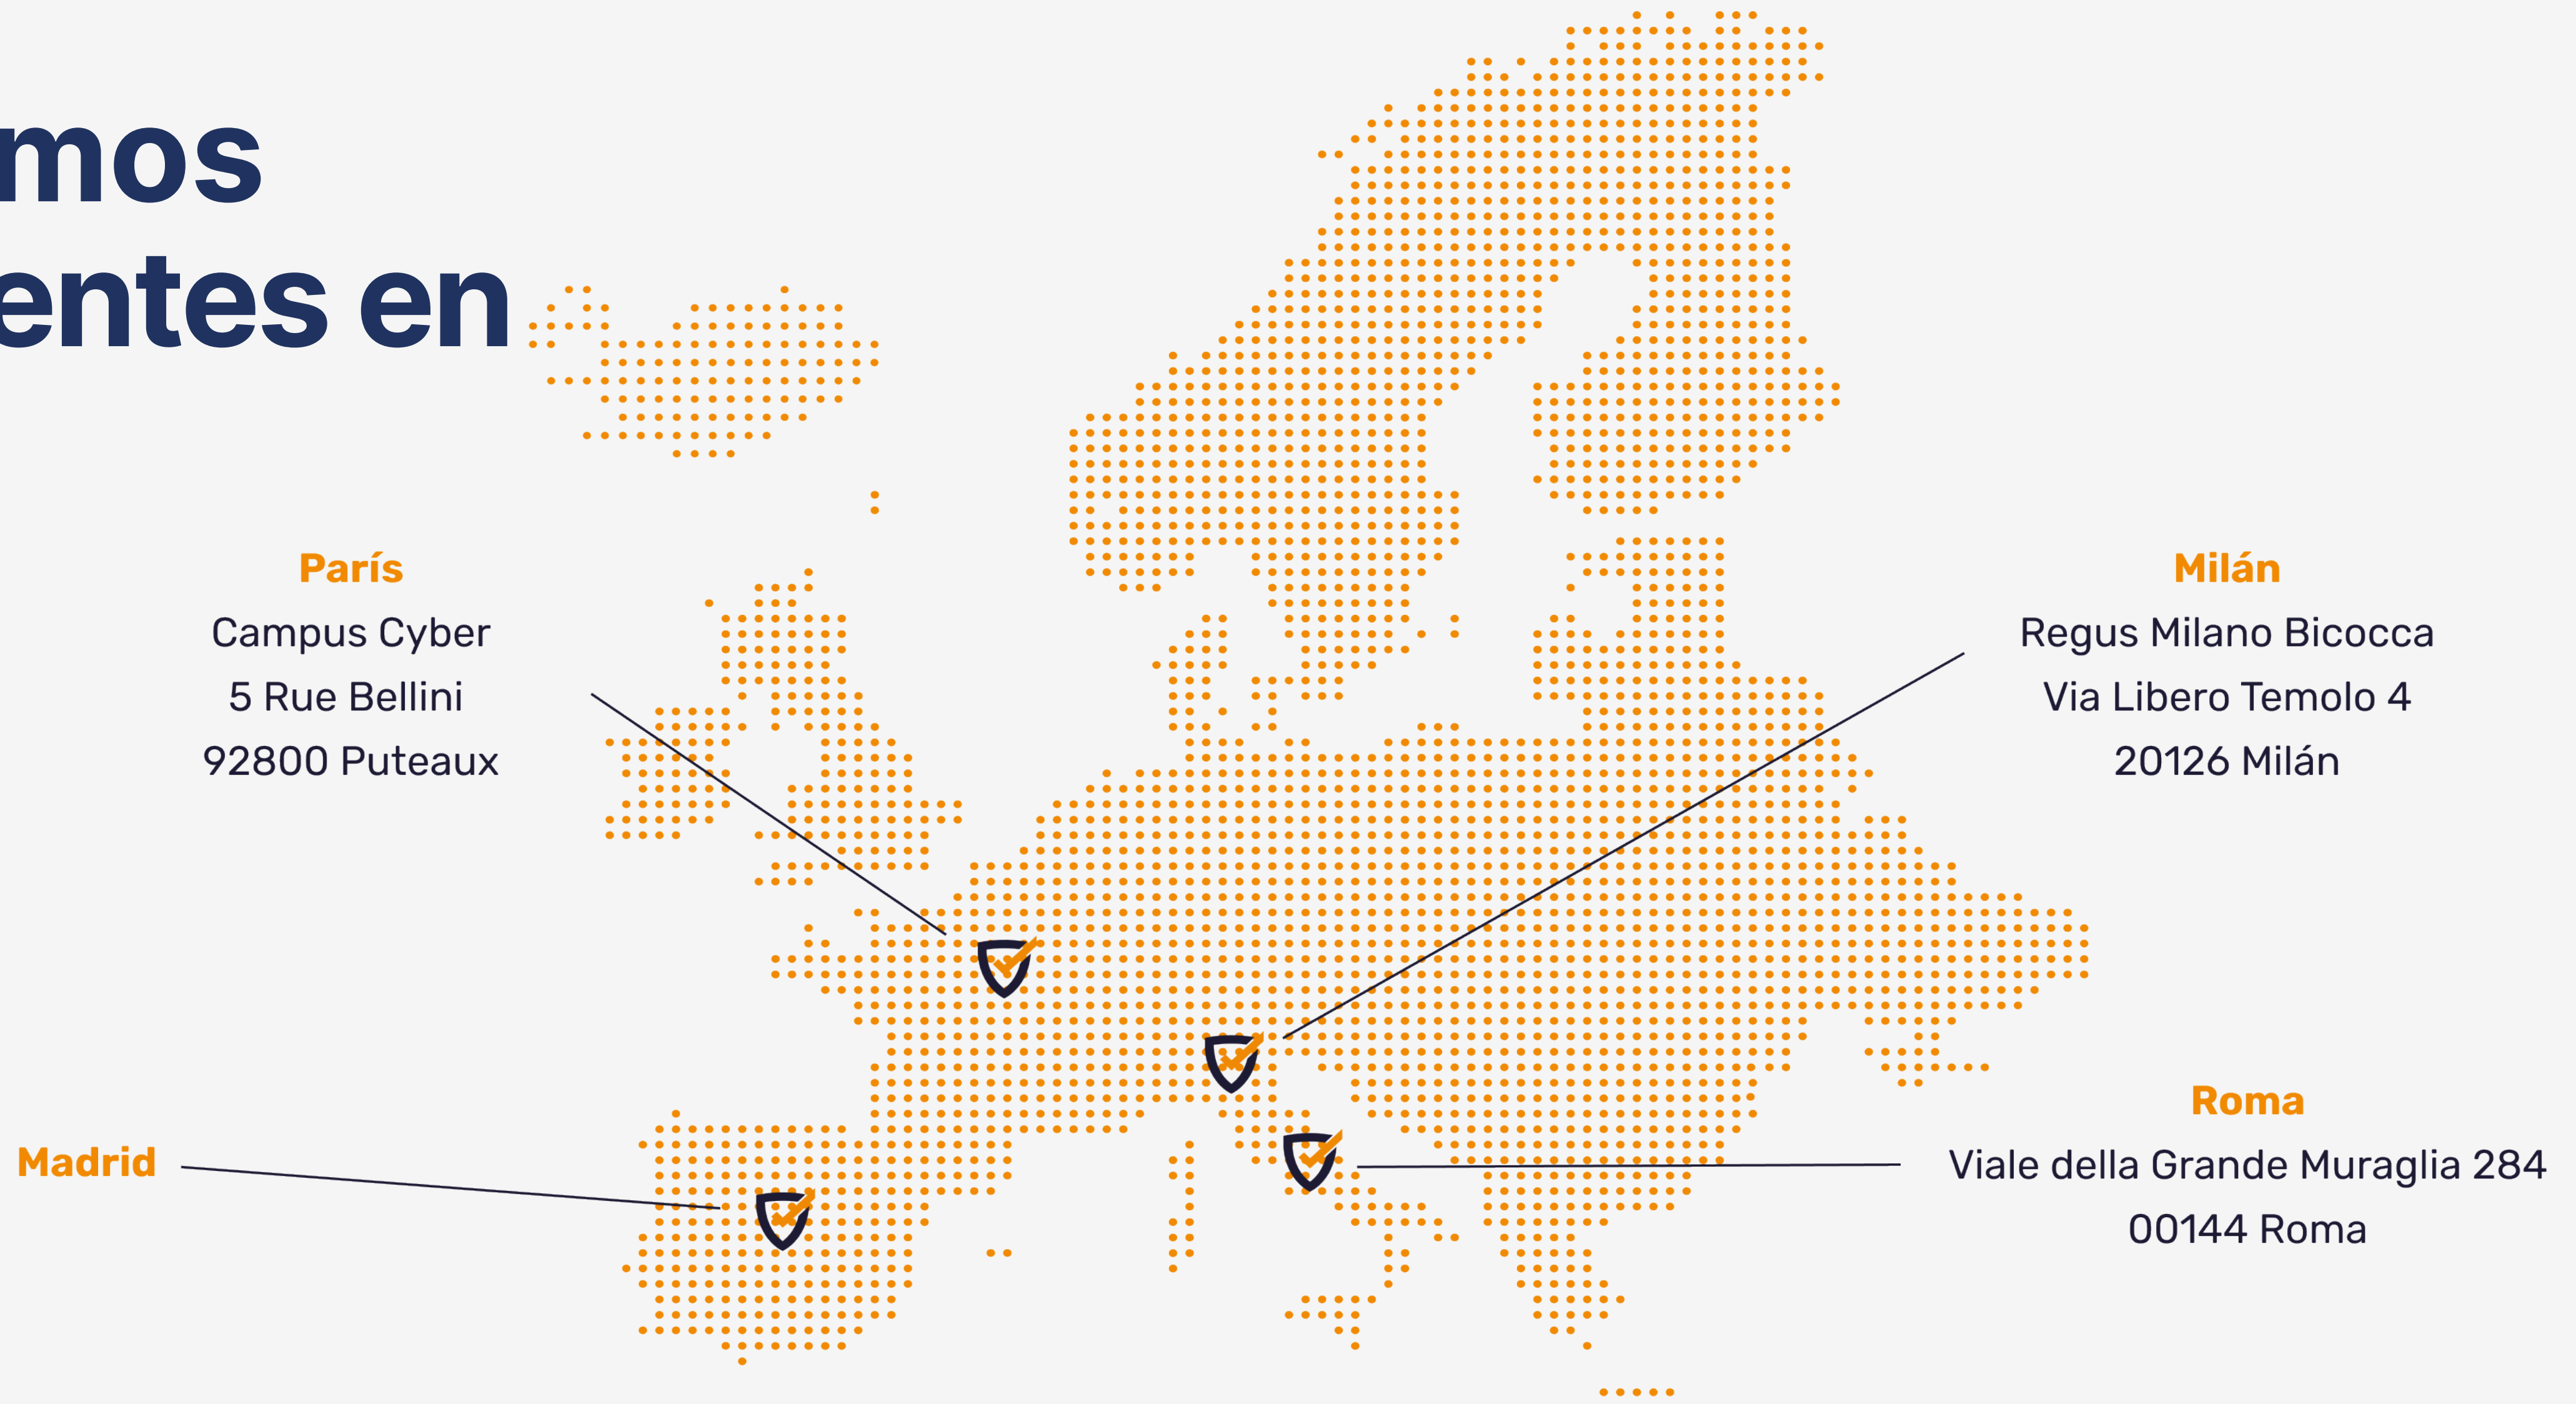 mos
entes en
París
Campus Cyber
5 Rue Bellini
92800 Puteaux
Milán
Regus Milano Bicocca
Via Libero Temolo 4
20126 Milán
Madrid
Roma
Viale della Grande Muraglia 284
00144 Roma